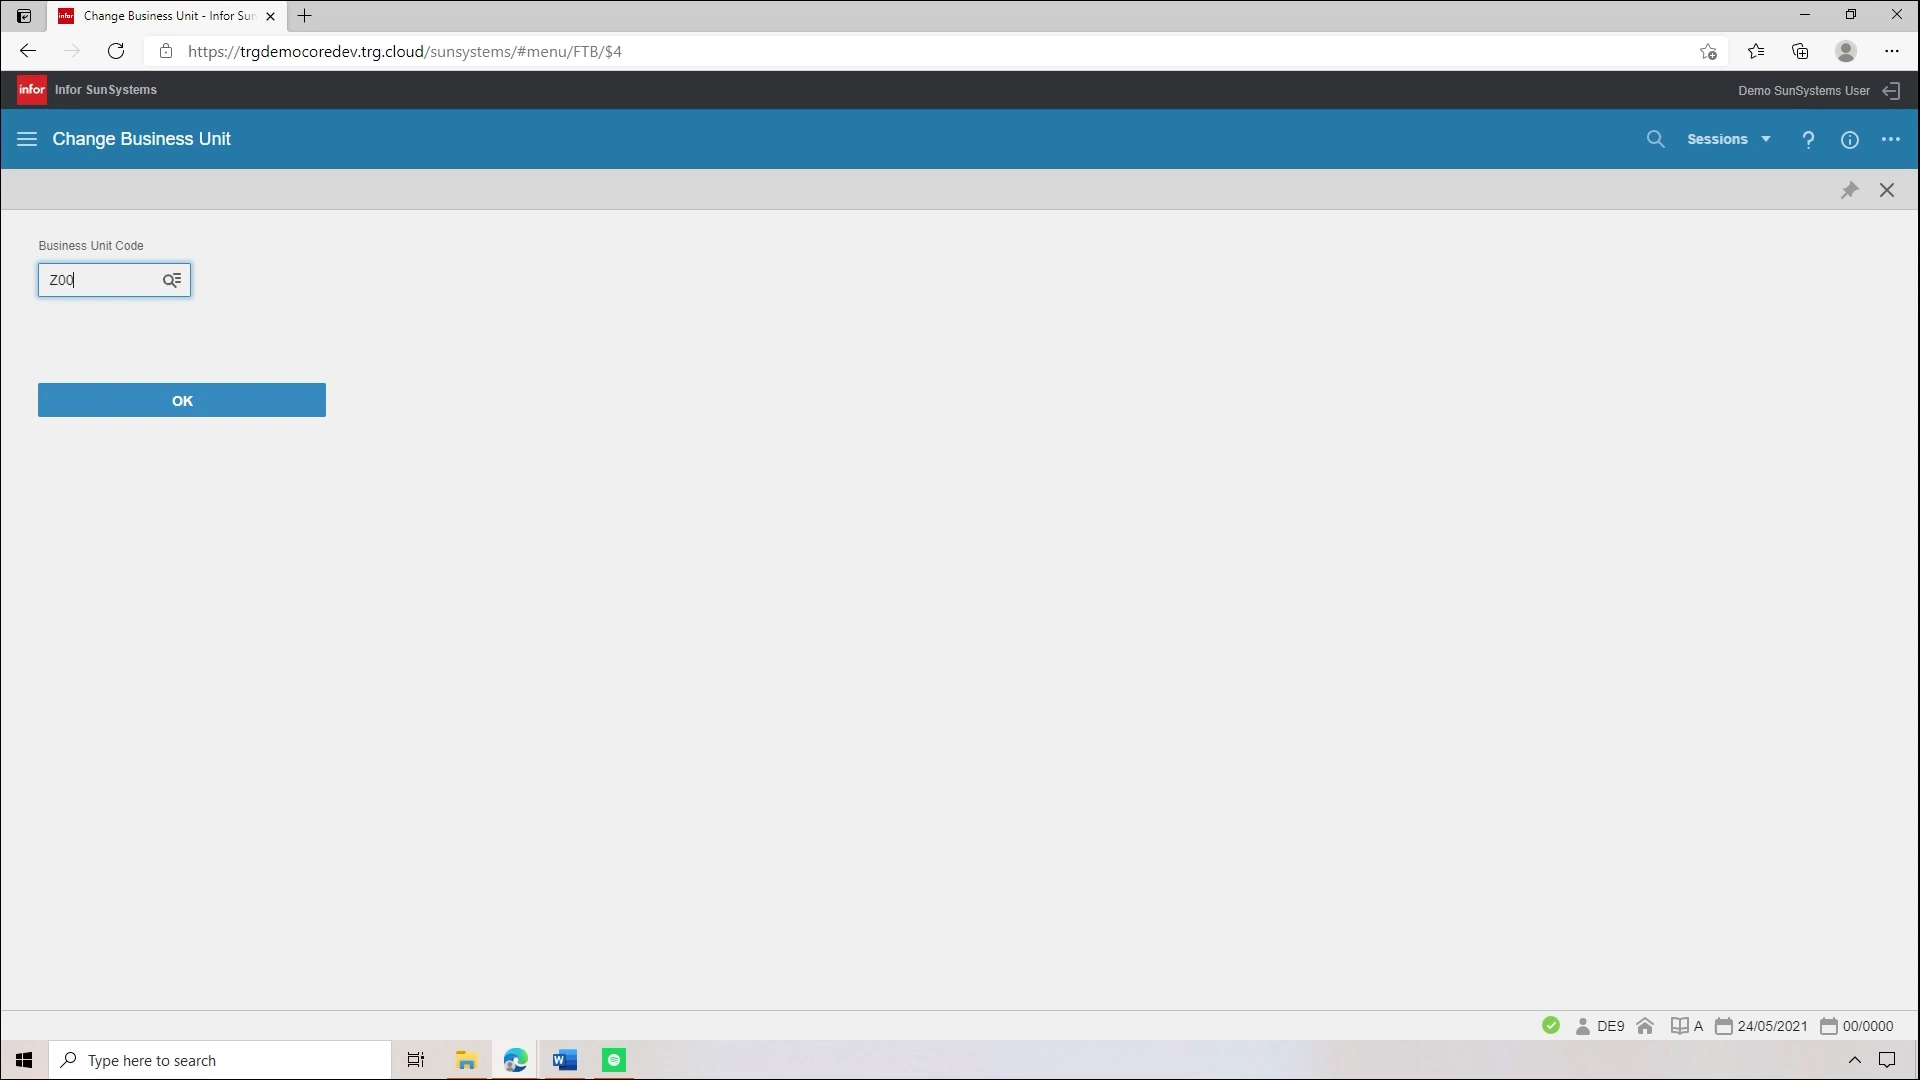 Change Business Unit - Infor Sun
https://trgdemocoredev.trg.cloud/sunsystems/#menu/FTB/$4
infor Infor SunSystems
Demo SunSystems User
Change Business Unit
Sessions
Business Unit Code
Z00
OK
DE9
A
24/05/2021
00/0000
Type here to search